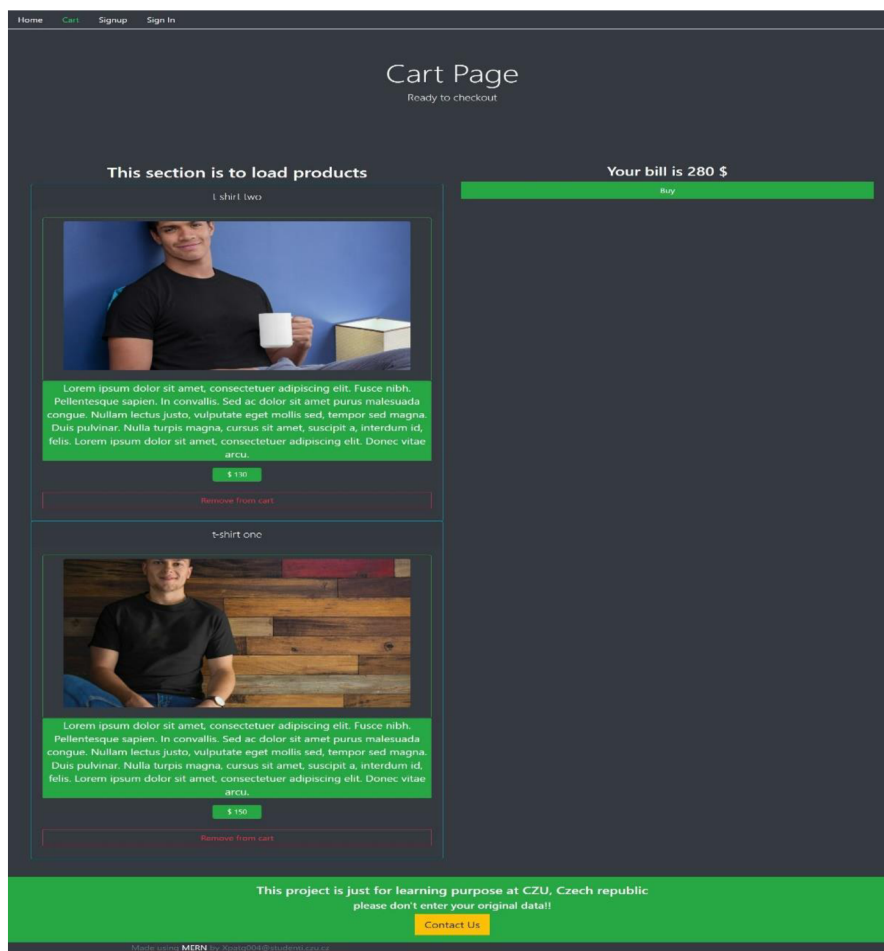 Home Cart Signup Sign In
Cart Page
Ready to checkout
This section is to load products
t shirt two
Lorem ipsum dolor sit amet, consectetuer adipiscing elit. Fusce nibh.
Pellentesque sapien. In convallis. Sed ac dolor sit amet purus malesuada
congue. Nullam lectus justo, vulputate eget mollis sed, tempor sed magna.
Duis pulvinar. Nulla turpis magna, cursus sit amet, suscipit a, interdum id,
felis. Lorem ipsum dolor sit amet, consectetuer adipiscing elit. Donec vitae
arcu.
$ 130
Remove from cart
t-shirt one
Lorem ipsum dolor sit amet, consectetuer adipiscing elit. Fusce nibh.
Pellentesque sapien. In convallis. Sed ac dolor sit amet purus malesuada
congue. Nullam lectus justo, vulputate eget mollis sed, tempor sed magna.
Duis pulvinar. Nulla turpis magna, cursus sit amet, suscipit a, interdum id,
felis. Lorem ipsum dolor sit amet, consectetuer adipiscing elit. Donec vitae
arcu.
$ 150
Remove from cart
Your bill is 280 $
Buy
This project is just for learning purpose at CZU, Czech republic
please don't enter your original data!!
Contact Us
Made using MERN by